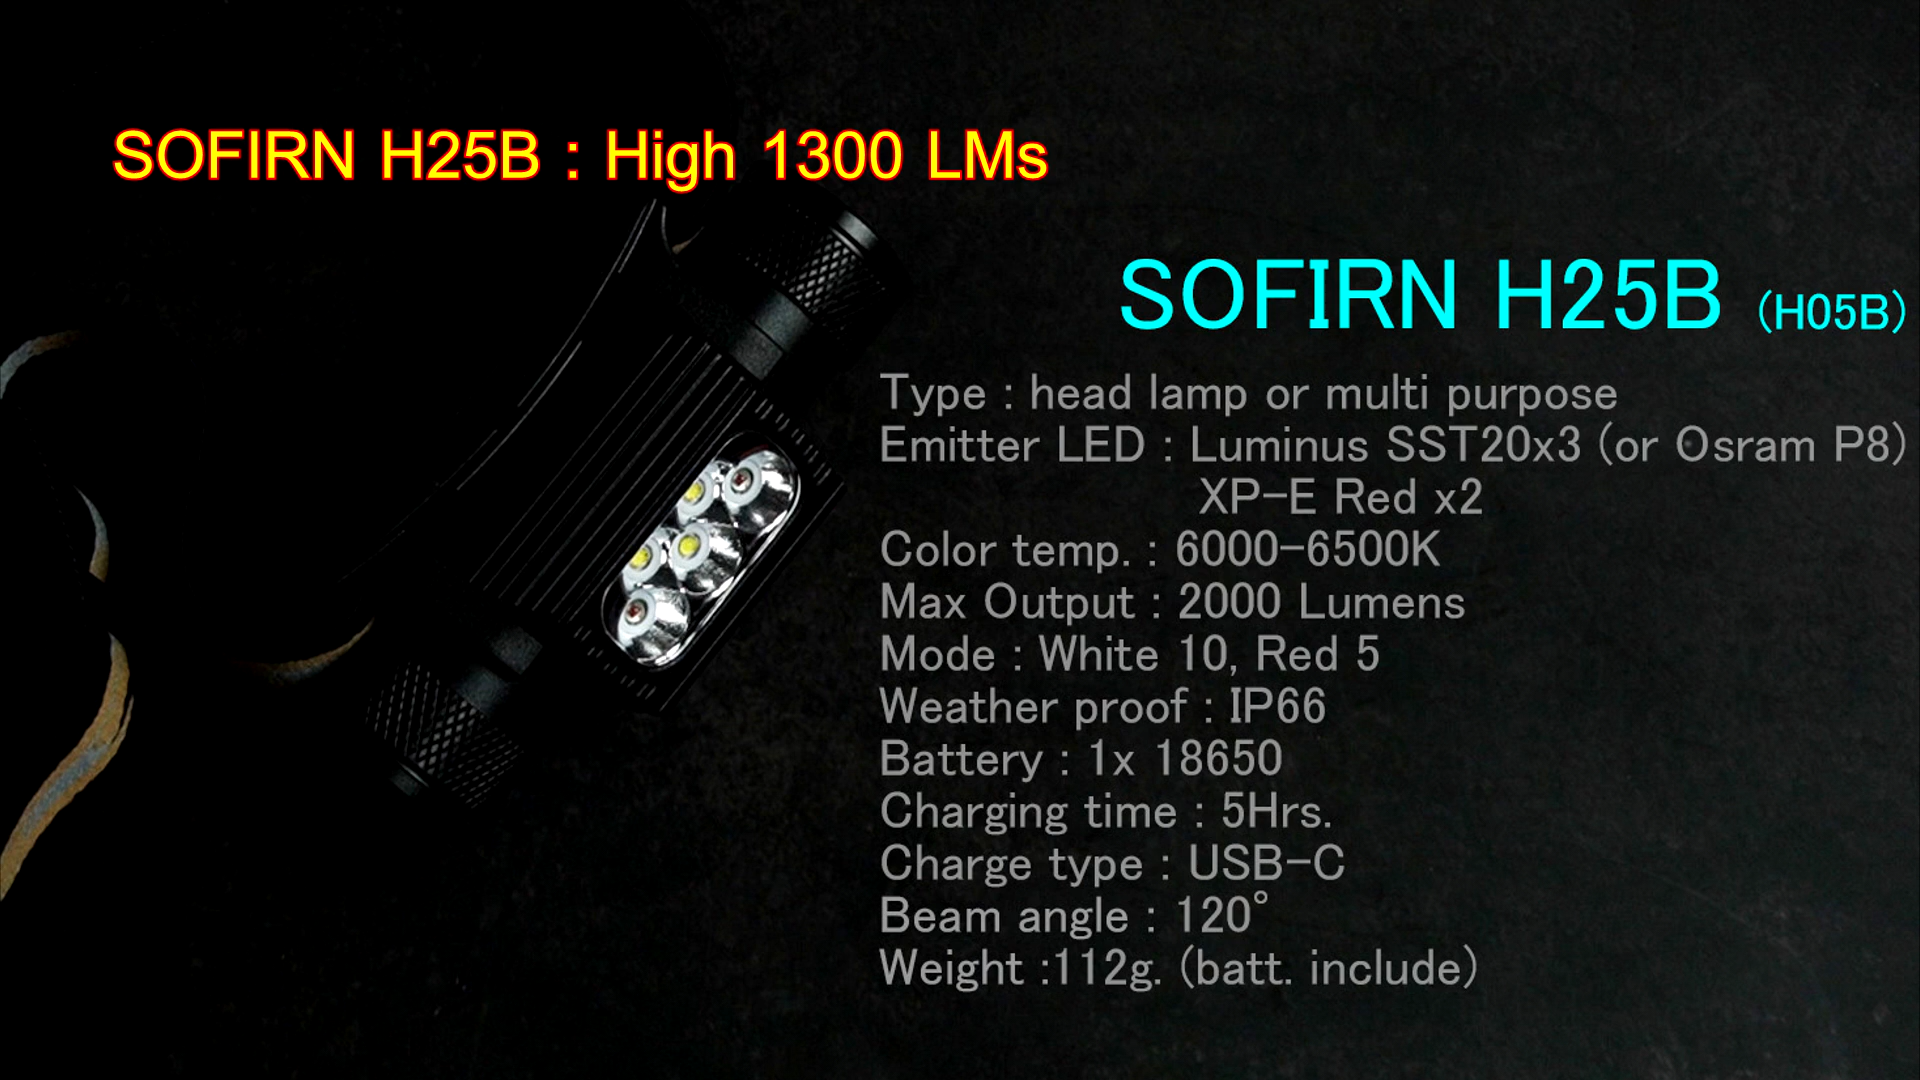 SOFIRN H25B : High 1300 LMs
SOFIRN H25B (H05B)
Type : head lamp or multi purpose
Emitter LED : Luminus SST20x3 (or Osram P8)
XP-E Red x2
Color temp. : 6000-6500K
Max Output : 2000 Lumens
Mode : White 10, Red 5
Weather proof : IP66
Battery : 1x 18650
Charging time : 5Hrs.
Charge type : USB-C
Beam angle : 120°
Weight :112g. (batt. include)